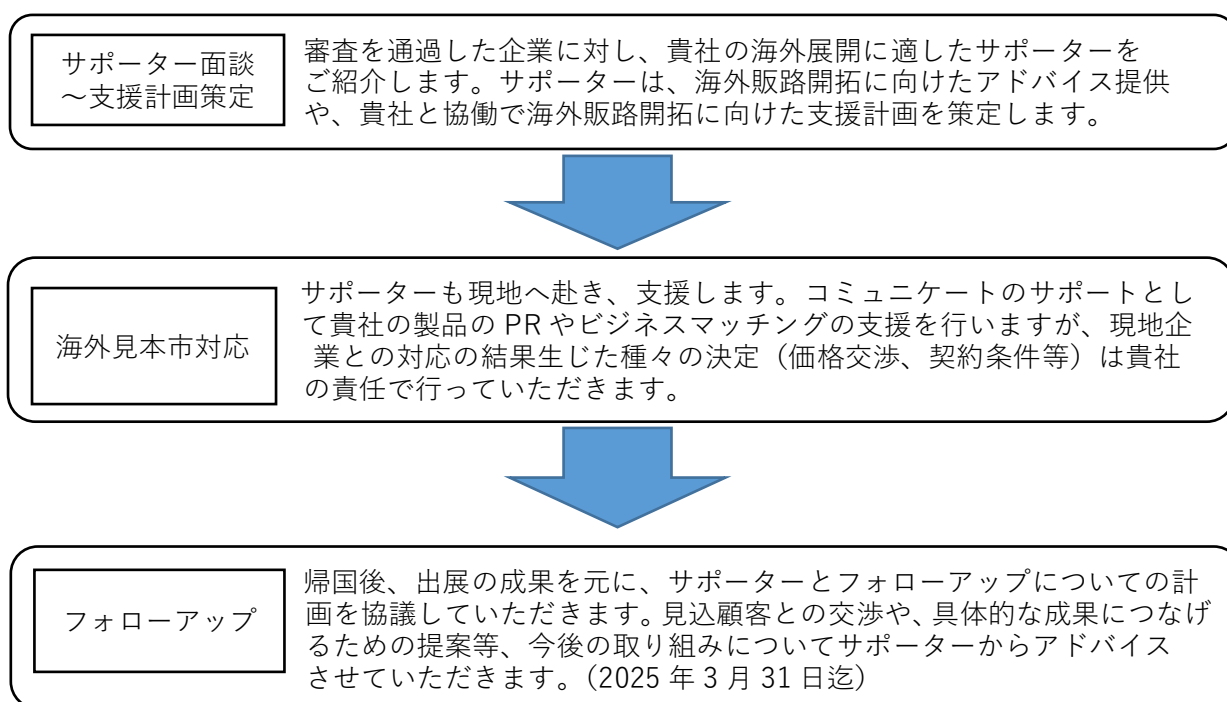 サポーター面談
～支援計画策定
審査を通過した企業に対し、貴社の海外展開に適したサポーターを
ご紹介します。サポーターは、海外販路開拓に向けたアドバイス提供
や、貴社と協働で海外販路開拓に向けた支援計画を策定します。
海外見本市対応
サポーターも現地へ赴き、支援します。コミュニケートのサポートとし
て貴社の製品の PR やビジネスマッチングの支援を行いますが、現地企
業との対応の結果生じた種々の決定（価格交渉、契約条件等）は貴社
の責任で行っていただきます。
フォローアップ
帰国後、出展の成果を元に、サポーターとフォローアップについての計
画を協議していただきます。見込顧客との交渉や、具体的な成果につなげ
るための提案等、今後の取り組みについてサポーターからアドバイス
させていただきます。（2025 年 3 月 31 日迄）